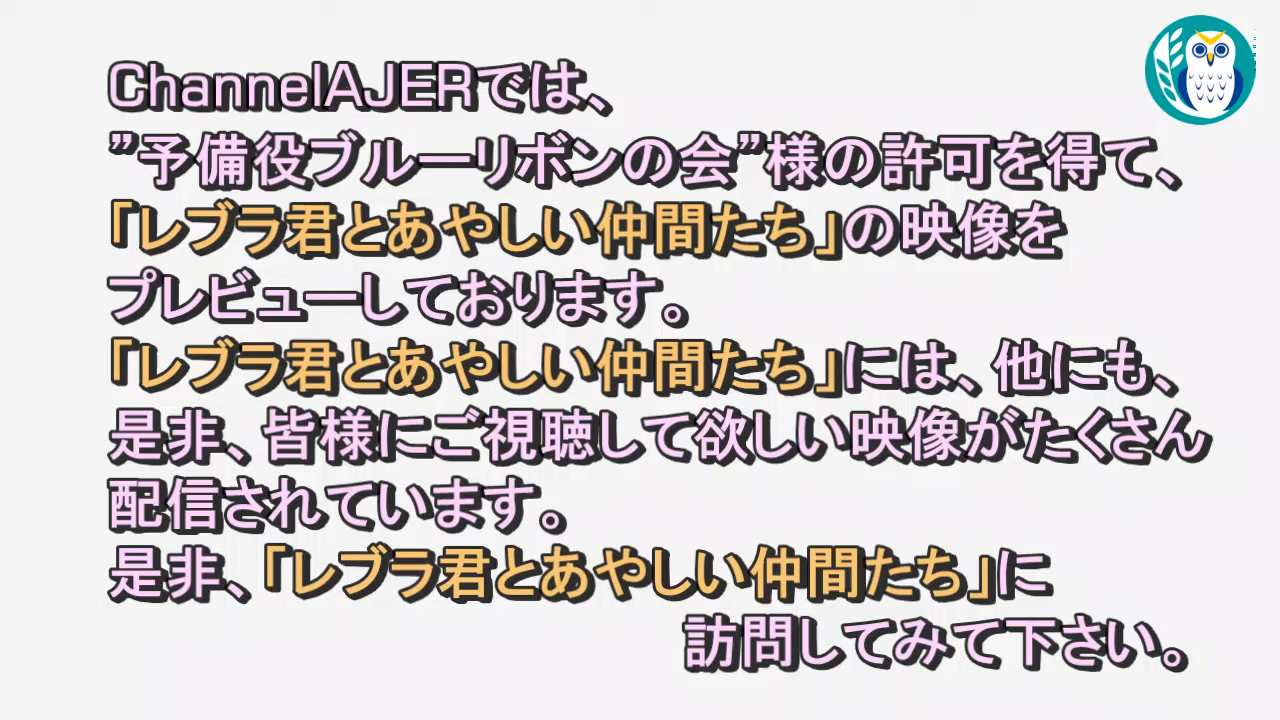 ChannelAJERでは、
”予備役ブルーリボンの会”様の許可を得て、
「レブラ君とあやしい仲間たち」の映像を
プレビューしております。
「レブラ君とあやしい仲間たち」には、他にも、
是非、皆様にご視聴して欲しい映像がたくさん
配信されています。
是非、「レブラ君とあやしい仲間たち」に
訪問してみて下さい。